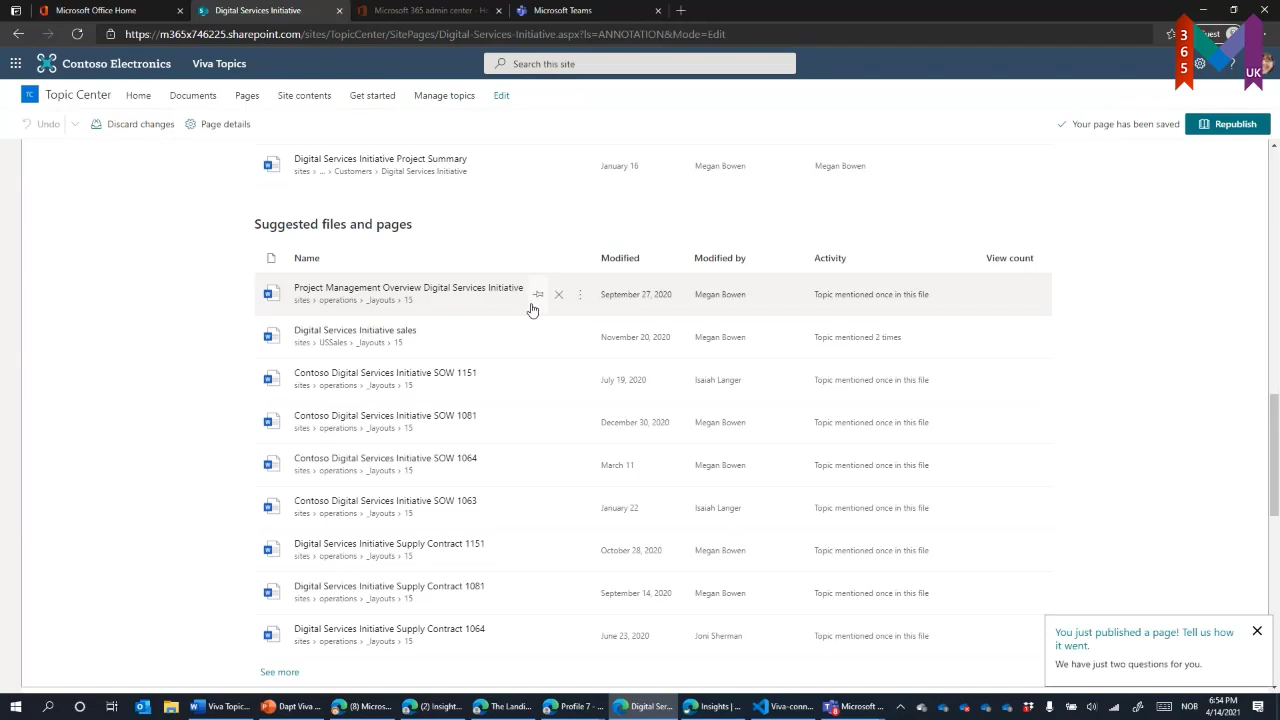 Microsoft Office Home
Digital Services Initiative
Microsoft 365 admin center - H
Microsoft Teams
https://m365x746225.sharepoint.com/sites/TopicCenter/SitePages/Digital-Services-Initiative.aspx?ls=ANNOTATION&Mode=Edit
Guest
365
UK
Contoso Electronics
Viva Topics
Search this site
TC
Topic Center
Home
Documents
Pages
Site contents
Get started
Manage topics
Edit
Undo
Discard changes
Page details
Your page has been saved
Republish
Digital Services Initiative Project Summary
sites > ... > Customers > Digital Services Initiative
January 16
Megan Bowen
Megan Bowen
Suggested files and pages
Name
Modified
Modified by
Activity
View count
Project Management Overview Digital Services Initiative
sites > operations > _layouts > 15
September 27, 2020
Megan Bowen
Topic mentioned once in this file
Digital Services Initiative sales
sites > USSales > _layouts > 15
November 20, 2020
Megan Bowen
Topic mentioned 2 times
Contoso Digital Services Initiative SOW 1151
sites > operations > _layouts > 15
July 19, 2020
Isaiah Langer
Topic mentioned once in this file
Contoso Digital Services Initiative SOW 1081
sites > operations > _layouts > 15
December 30, 2020
Megan Bowen
Topic mentioned once in this file
Contoso Digital Services Initiative SOW 1064
sites > operations > _layouts > 15
March 11
Megan Bowen
Topic mentioned once in this file
Contoso Digital Services Initiative SOW 1063
sites > operations > _layouts > 15
January 22
Isaiah Langer
Topic mentioned once in this file
Digital Services Initiative Supply Contract 1151
sites > operations > _layouts > 15
October 28, 2020
Megan Bowen
Topic mentioned once in this file
Digital Services Initiative Supply Contract 1081
sites > operations > _layouts > 15
September 14, 2020
Megan Bowen
Topic mentioned once in this file
Digital Services Initiative Supply Contract 1064
sites > operations > _layouts > 15
June 23, 2020
Joni Sherman
Topic mentioned once in this file
See more
You just published a page! Tell us how
it went.
We have just two questions for you.
Viva Topic...
Dapt Viva ...
(8) Micros...
(2) Insight...
The Landi...
Profile 7 - ...
Digital Ser...
Insights | ...
Viva-conn...
Microsoft ...
NOB
6:54 PM
4/14/2021